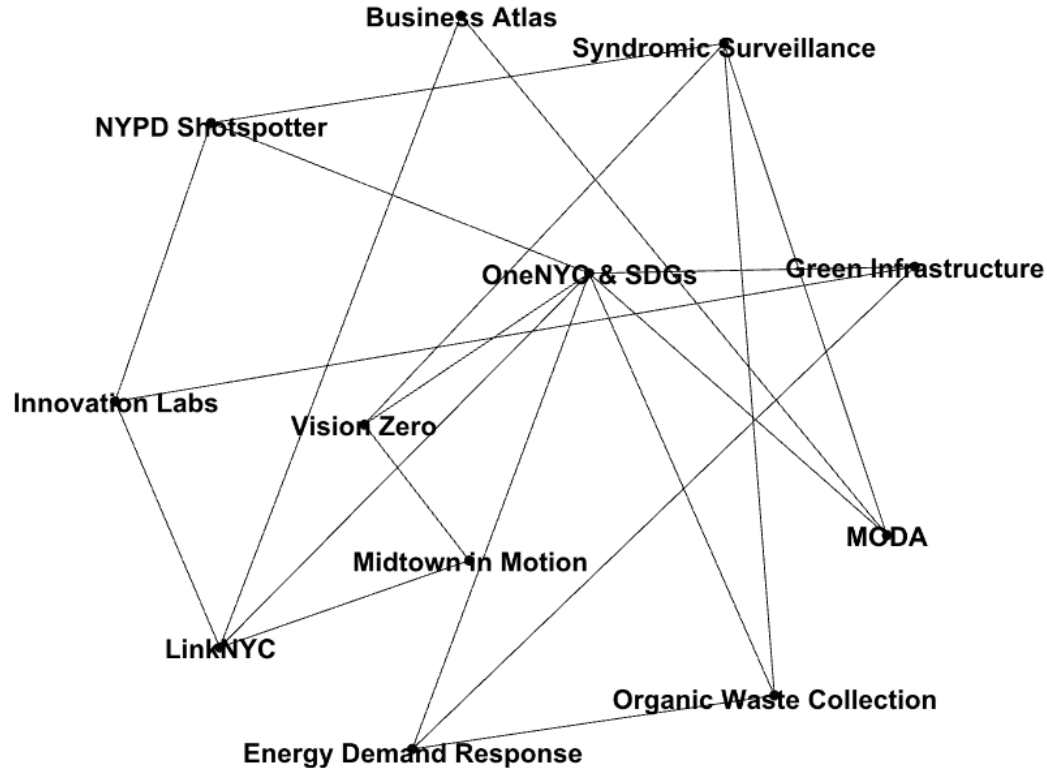 Business Atlas
Syndromic Surveillance
NYPD Shotspotter
OneNYC & SDGs
Green Infrastructure
Innovation Labs
Vision Zero
MODA
Midtown in Motion
LinkNYC
Organic Waste Collection
Energy Demand Response